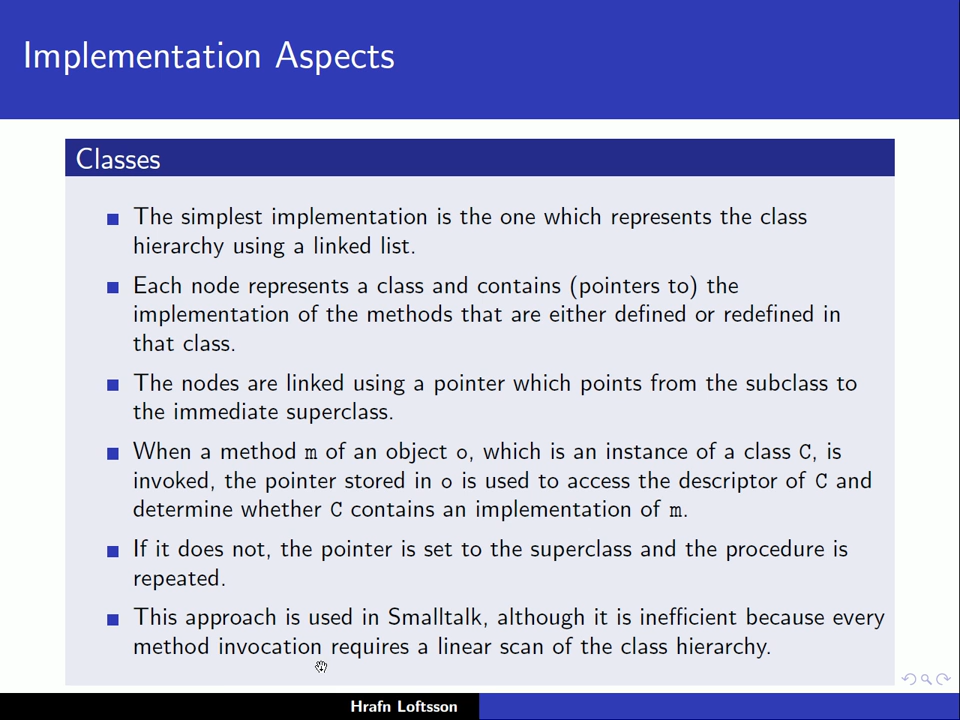 Implementation Aspects
Classes
The simplest implementation is the one which represents the class
hierarchy using a linked list.
Each node represents a class and contains (pointers to) the
implementation of the methods that are either defined or redefined in
that class.
The nodes are linked using a pointer which points from the subclass to
the immediate superclass.
When a method m of an object o, which is an instance of a class C, is
invoked, the pointer stored in o is used to access the descriptor of C and
determine whether C contains an implementation of m.
If it does not, the pointer is set to the superclass and the procedure is
repeated.
This approach is used in Smalltalk, although it is inefficient because every
method invocation requires a linear scan of the class hierarchy.
Hrafn Loftsson